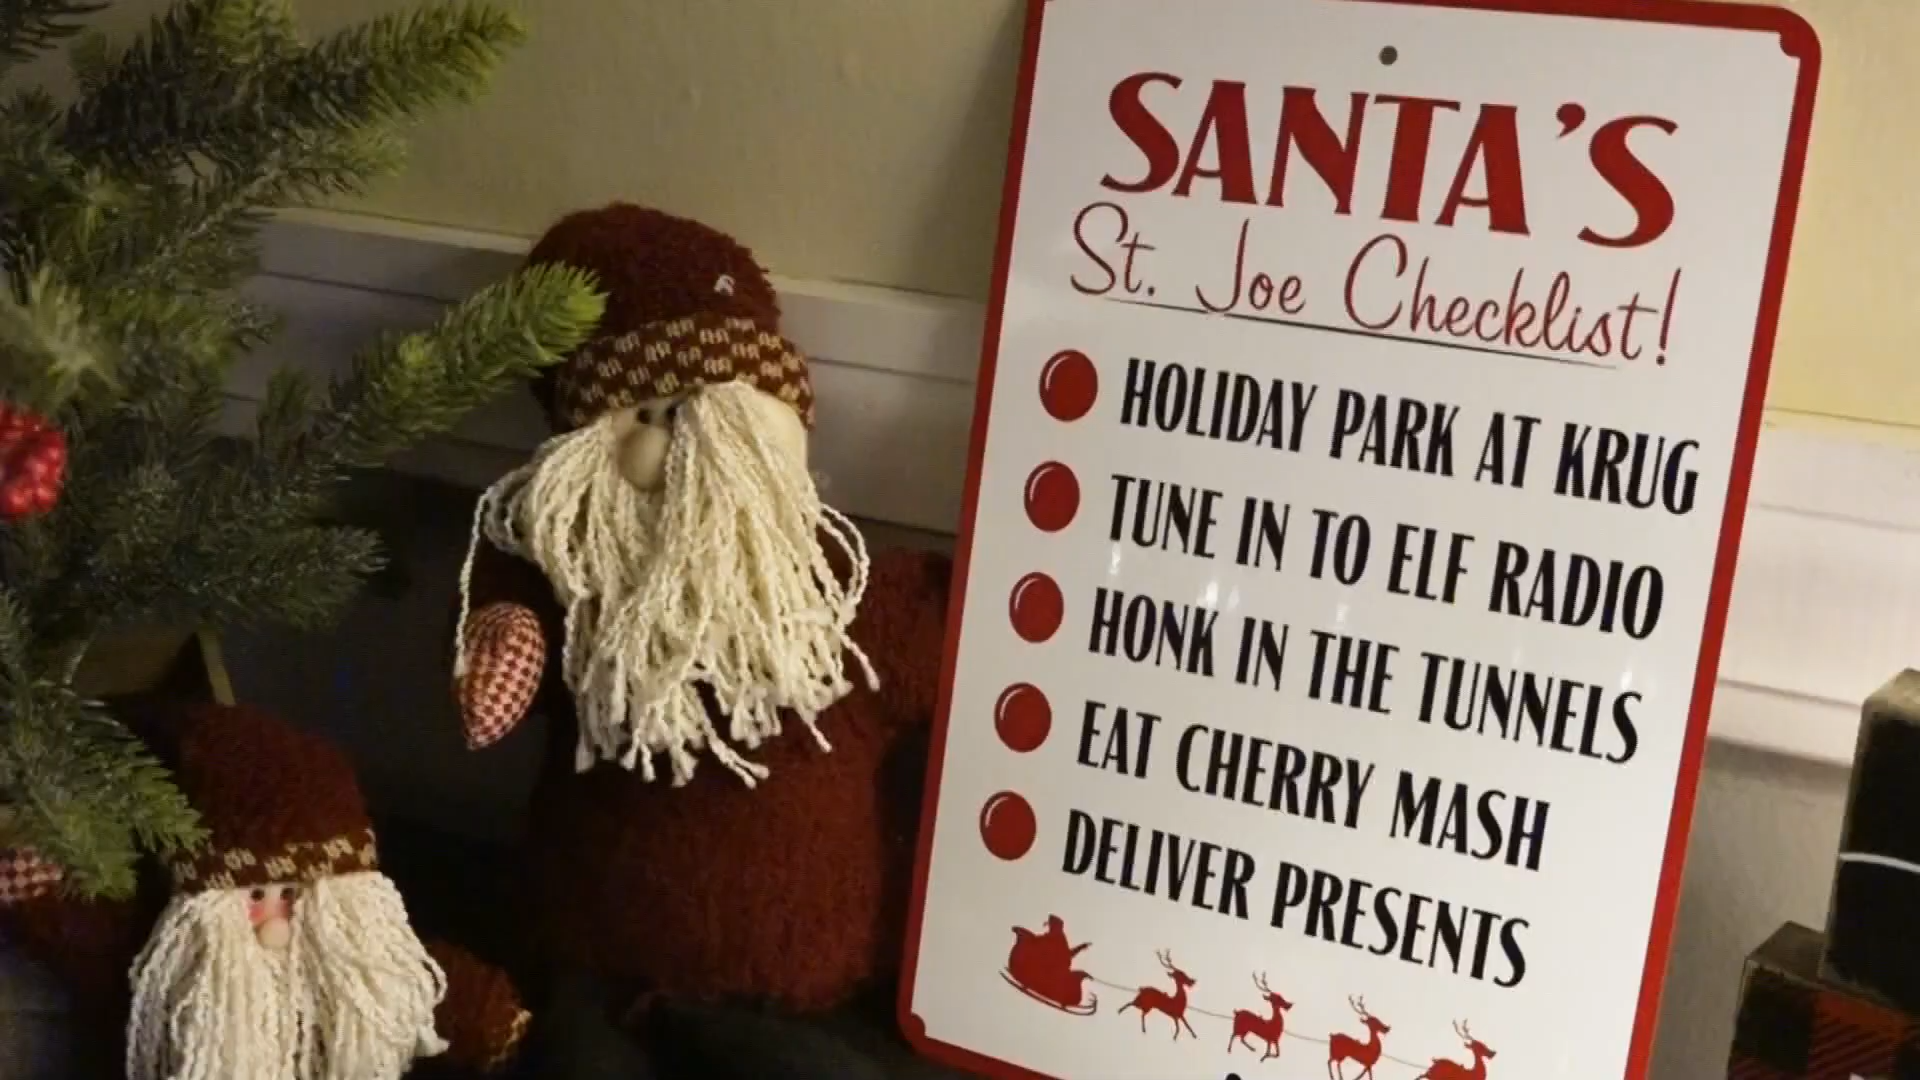 SANTA'S
St. Joe Checklist!
HOLIDAY PARK AT KRUG
TUNE IN TO ELF RADIO
HONK IN THE TUNNELS
EAT CHERRY MASH
DELIVER PRESENTS